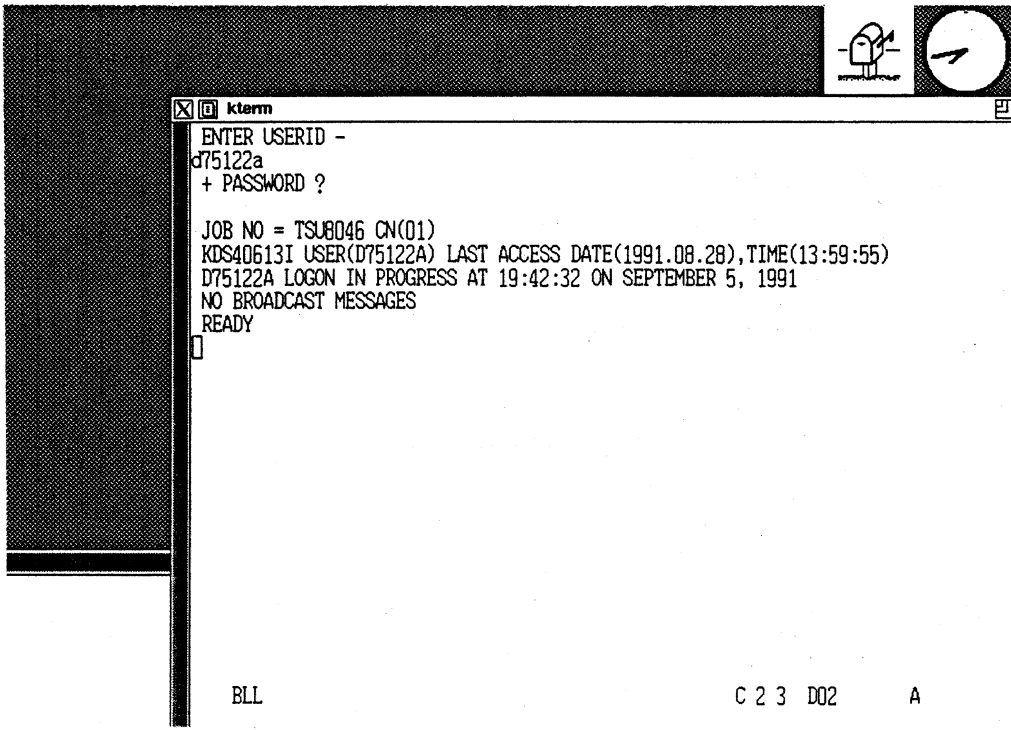 kterm
ENTER USERID -
d75122a
+ PASSWORD ?
JOB NO = TSU8046 CN(01)
KDS40613I USER(D75122A) LAST ACCESS DATE(1991.08.28),TIME(13:59:55)
D75122A LOGON IN PROGRESS AT 19:42:32 ON SEPTEMBER 5, 1991
NO BROADCAST MESSAGES
READY
BLL C 2 3 D02 A